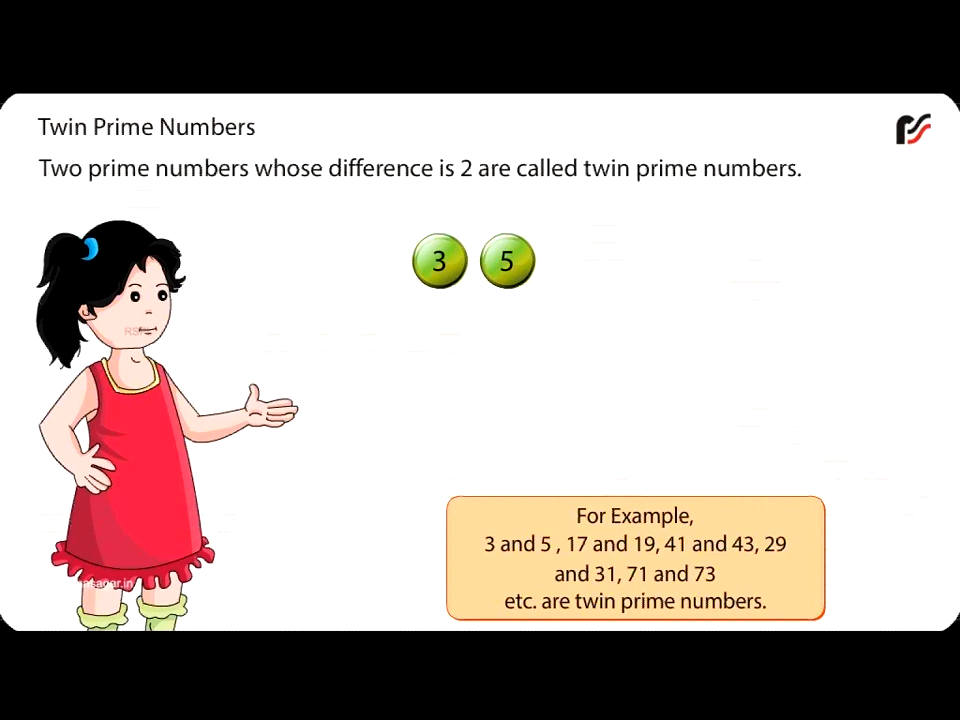 Twin Prime Numbers
Two prime numbers whose difference is 2 are called twin prime numbers.
3 5
For Example,
3 and 5 , 17 and 19, 41 and 43, 29
and 31, 71 and 73
etc. are twin prime numbers.